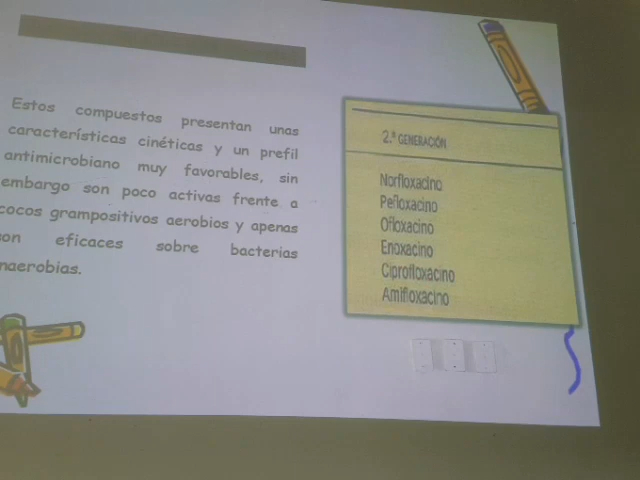 Estos compuestos presentan unas
características cinéticas y un prefil
antimicrobiano muy favorables, sin
embargo son poco activas frente a
cocos grampositivos aerobios y apenas
on eficaces sobre bacterias
naerobias.
2.ª GENERACIÓN
Norfloxacino
Pefloxacino
Ofloxacino
Enoxacino
Ciprofloxacino
Amifloxacino